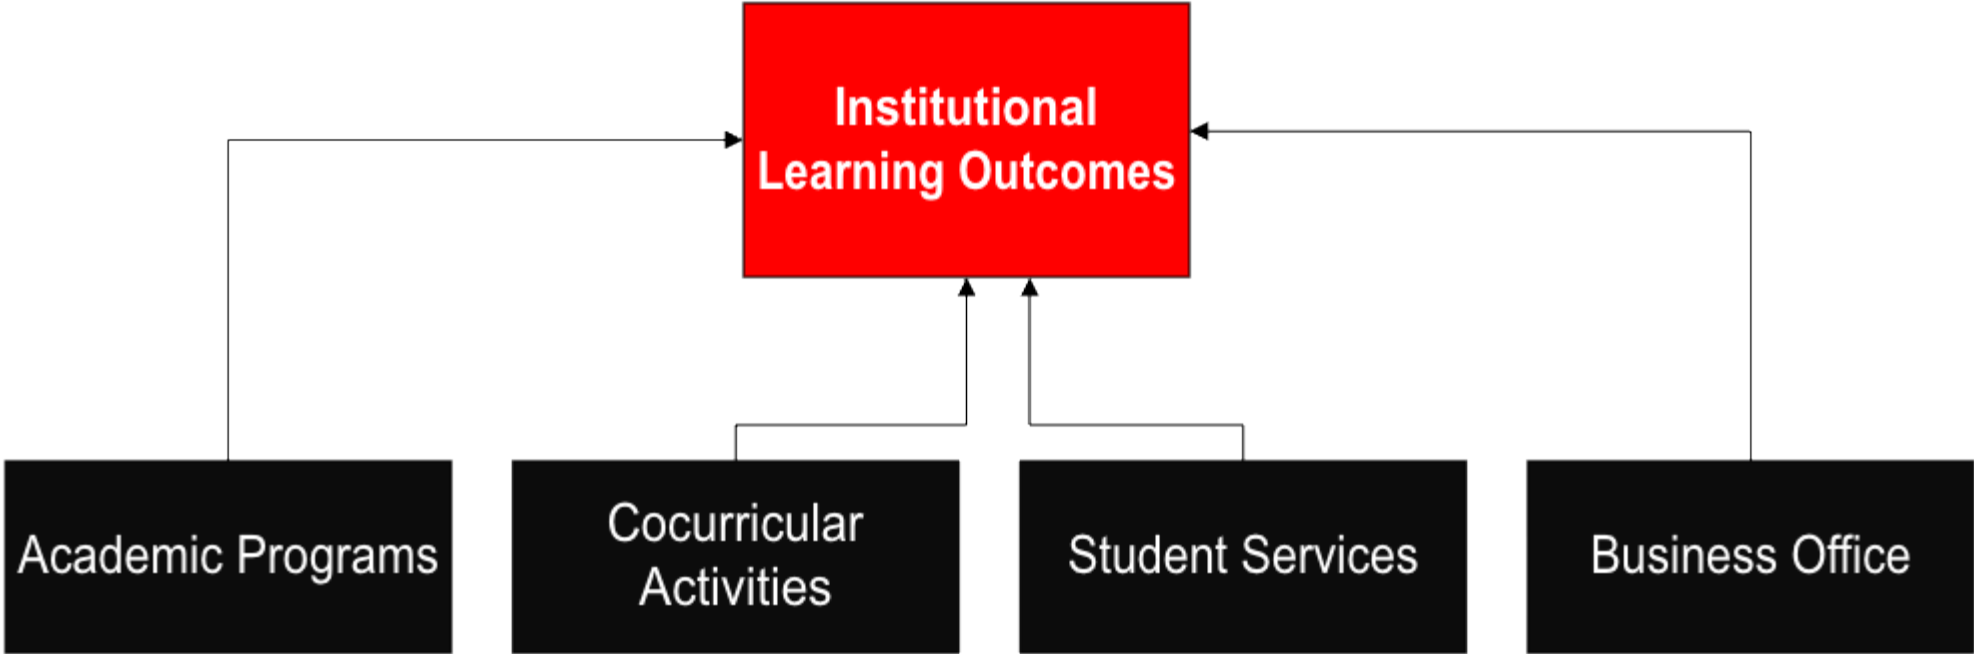 Institutional
Learning Outcomes
Academic Programs
Cocurricular
Activities
Student Services
Business Office